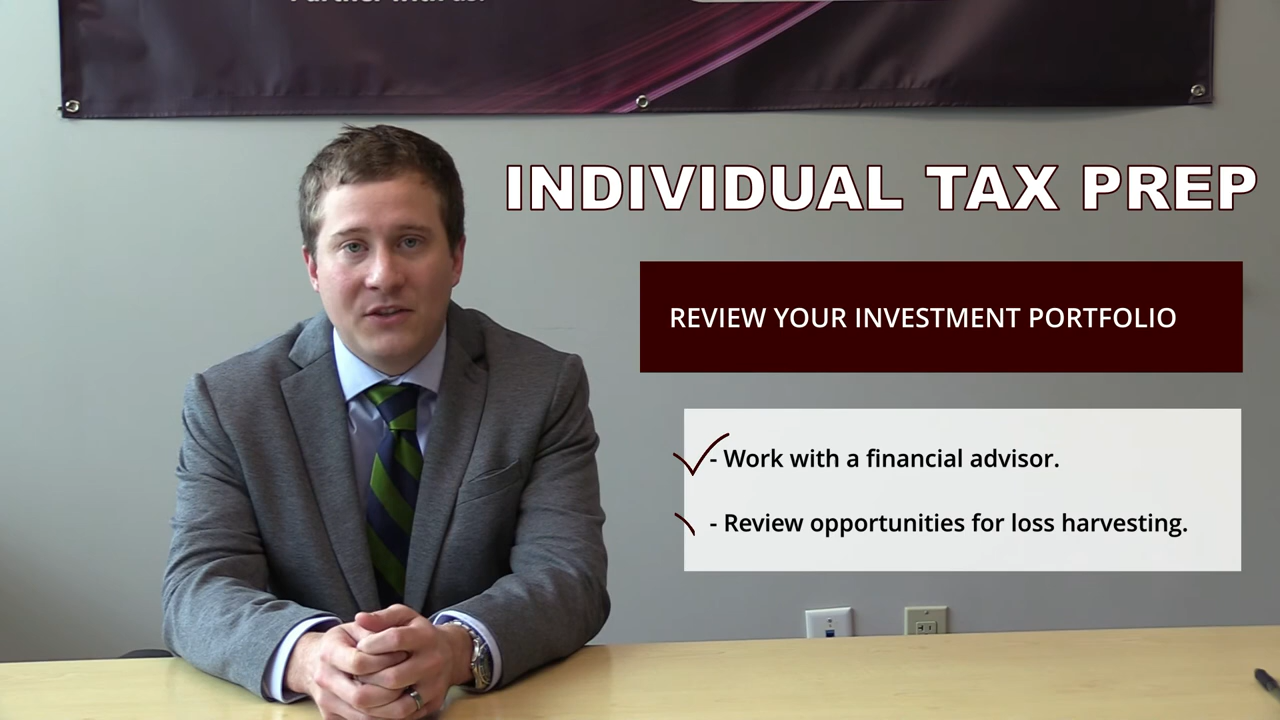 INDIVIDUAL TAX PREP
REVIEW YOUR INVESTMENT PORTFOLIO
- Work with a financial advisor.
- Review opportunities for loss harvesting.